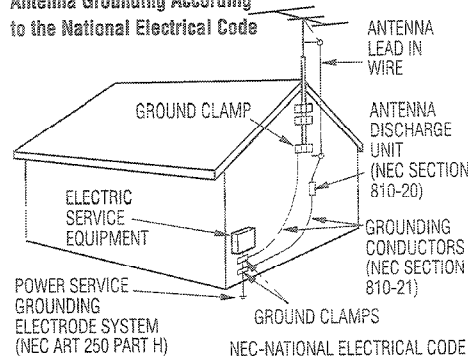 Antenna Grounding According
to the National Electrical Code
ANTENNA
LEAD IN
WIRE
GROUND CLAMP
ANTENNA
DISCHARGE
UNIT
(NEC SECTION
810-20)
ELECTRIC
SERVICE
EQUIPMENT
GROUNDING
CONDUCTORS
(NEC SECTION
810-21)
POWER SERVICE
GROUNDING
ELECTRODE SYSTEM
(NEC ART 250 PART H)
GROUND CLAMPS
NEC-NATIONAL ELECTRICAL CODE